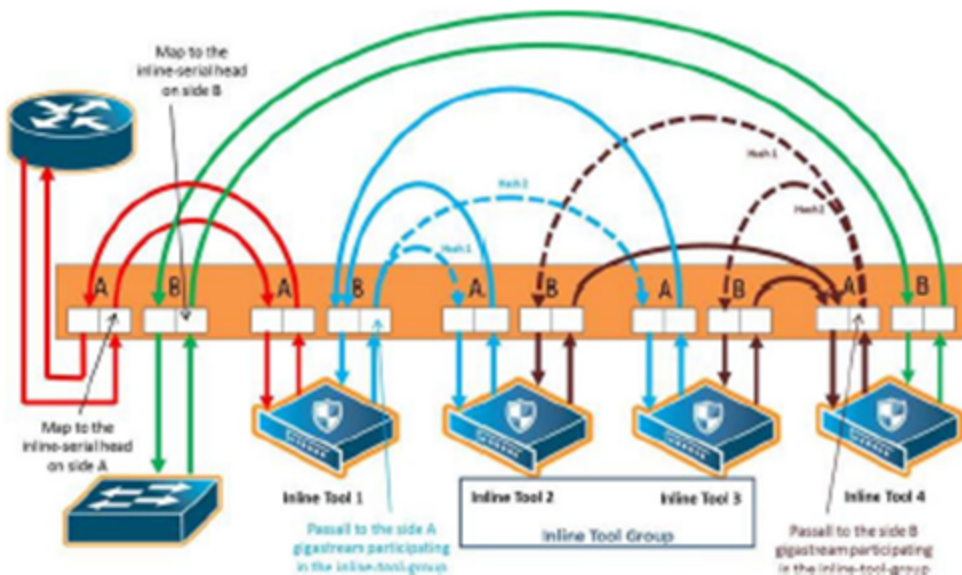 Map to the
inline-serial head
on side B
Hash 1
Hash 2
Hash 2
Hash 1
A
B
A
B
A
B
A
B
A
B
Map to the
inline-serial head
on side A
Inline Tool 1
Inline Tool 2
Inline Tool 3
Inline Tool 4
Inline Tool Group
Passall to the side A
gigastream participating
in the inline-tool-group
Passall to the side B
gigastream participating
in the inline-tool-group